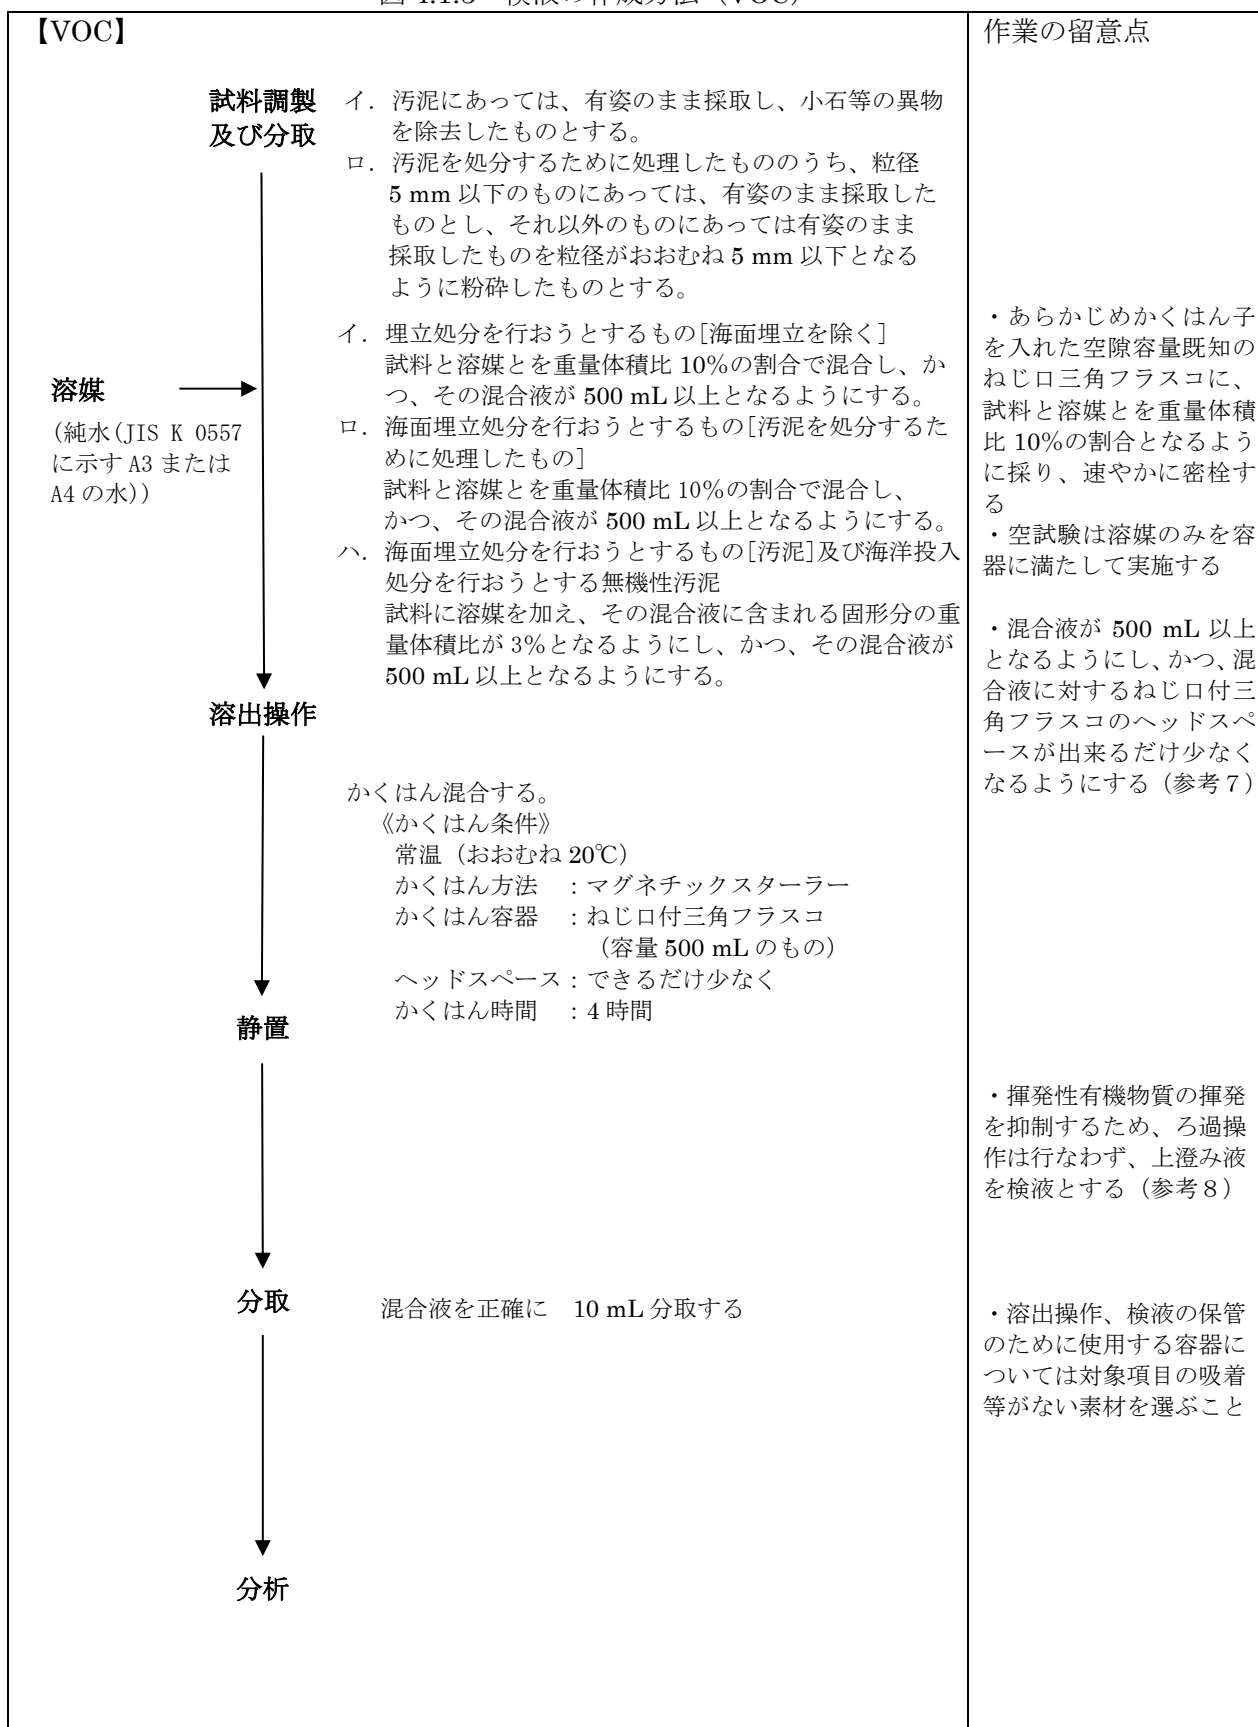 図 4.1.3 検液の作成方法（VOC）
【VOC】
試料調製
及び分取
イ．汚泥にあっては、有姿のまま採取し、小石等の異物
を除去したものとする。
ロ．汚泥を処分するために処理したもののうち、粒径
5 mm 以下のものにあっては、有姿のまま採取した
ものとし、それ以外のものにあっては有姿のまま
採取したものを粒径がおおむね 5 mm 以下となる
ように粉砕したものとする。
溶媒
(純水(JIS K 0557
に示す A3 または
A4 の水))
イ．埋立処分を行おうとするもの[海面埋立を除く]
試料と溶媒とを重量体積比 10％の割合で混合し、か
つ、その混合液が 500 mL 以上となるようにする。
ロ．海面埋立処分を行おうとするもの[汚泥を処分するた
めに処理したもの]
試料と溶媒とを重量体積比 10％の割合で混合し、
かつ、その混合液が 500 mL 以上となるようにする。
ハ．海面埋立処分を行おうとするもの[汚泥]及び海洋投入
処分を行おうとする無機性汚泥
試料に溶媒を加え、その混合液に含まれる固形分の重
量体積比が 3％となるようにし、かつ、その混合液が
500 mL 以上となるようにする。
溶出操作
かくはん混合する。
《かくはん条件》
常温（おおむね 20℃）
かくはん方法 ：マグネチックスターラー
かくはん容器 ：ねじ口付三角フラスコ
（容量 500 mL のもの）
ヘッドスペース：できるだけ少なく
かくはん時間 ：4 時間
静置
分取
混合液を正確に 10 mL 分取する
分析
作業の留意点
・あらかじめかくはん子
を入れた空隙容量既知の
ねじ口三角フラスコに、
試料と溶媒とを重量体積
比 10％の割合となるよう
に採り、速やかに密栓す
る
・空試験は溶媒のみを容
器に満たして実施する
・混合液が 500 mL 以上
となるようにし、かつ、混
合液に対するねじ口付三
角フラスコのヘッドスペ
ースが出来るだけ少なく
なるようにする（参考７）
・揮発性有機物質の揮発
を抑制するため、ろ過操
作は行なわず、上澄み液
を検液とする（参考８）
・溶出操作、検液の保管
のために使用する容器に
ついては対象項目の吸着
等がない素材を選ぶこと